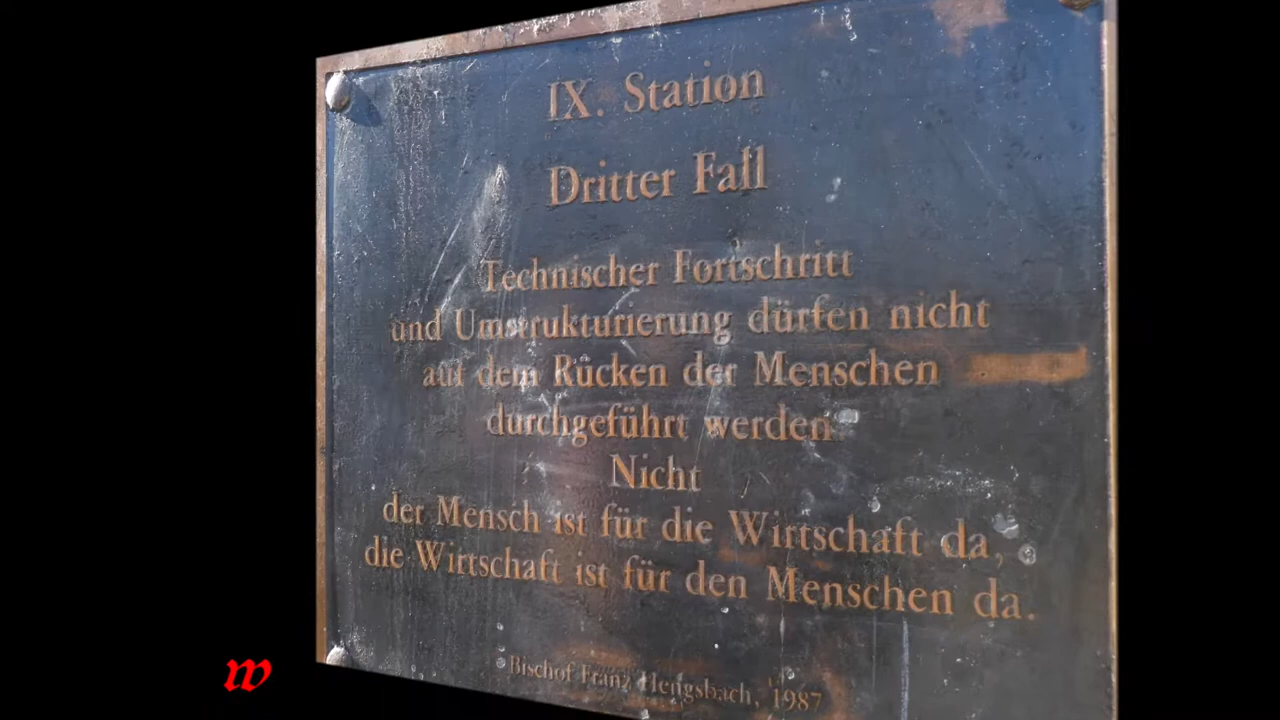 IX. Station
Dritter Fall
Technischer Fortschritt
und Umstrukturierung dürfen nicht
auf dem Rücken der Menschen
durchgeführt werden
Nicht
der Mensch ist für die Wirtschaft da,
die Wirtschaft ist für den Menschen da.
Bischof Franz Hengsbach, 1987
w